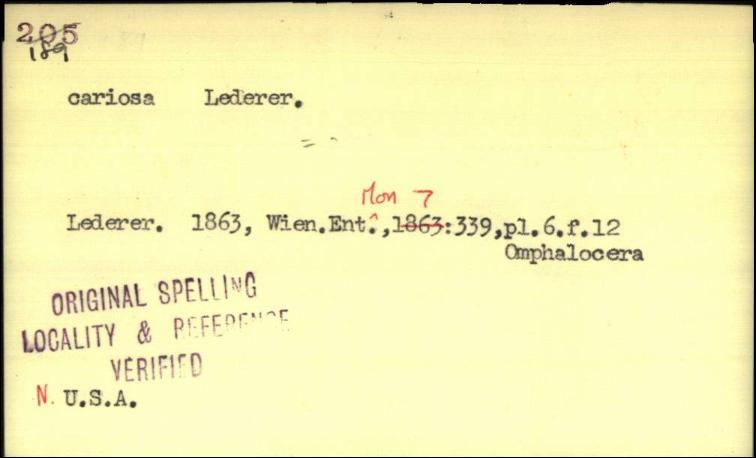 205
189
cariosa Lederer.
=
Mon 7
Lederer. 1863, Wien.Ent.^,1863:339,pl.6.f.12
Omphalocera
ORIGINAL SPELLING
LOCALITY & REFERENCE
VERIFIED
N. U.S.A.